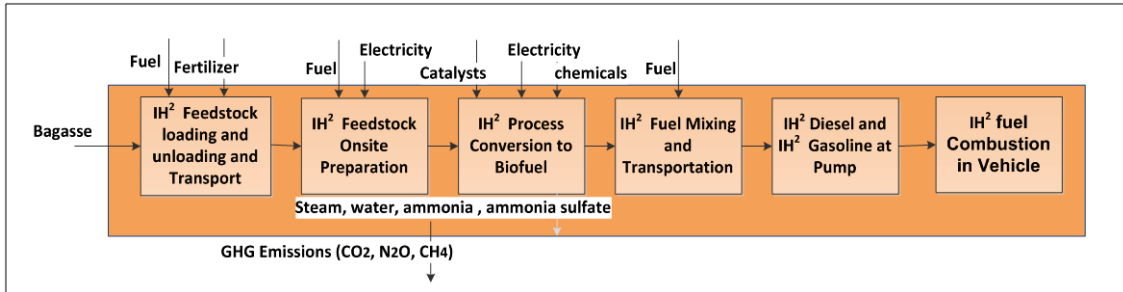 Fuel
Fertilizer
Fuel
Electricity
Catalysts
Electricity
chemicals
Fuel
Bagasse
IH² Feedstock
loading and
unloading and
Transport
IH² Feedstock
Onsite
Preparation
IH² Process
Conversion to
Biofuel
IH² Fuel Mixing
and
Transportation
IH² Diesel and
IH² Gasoline at
Pump
IH² fuel
Combustion
in Vehicle
Steam, water, ammonia , ammonia sulfate
GHG Emissions (CO2, N2O, CH4)